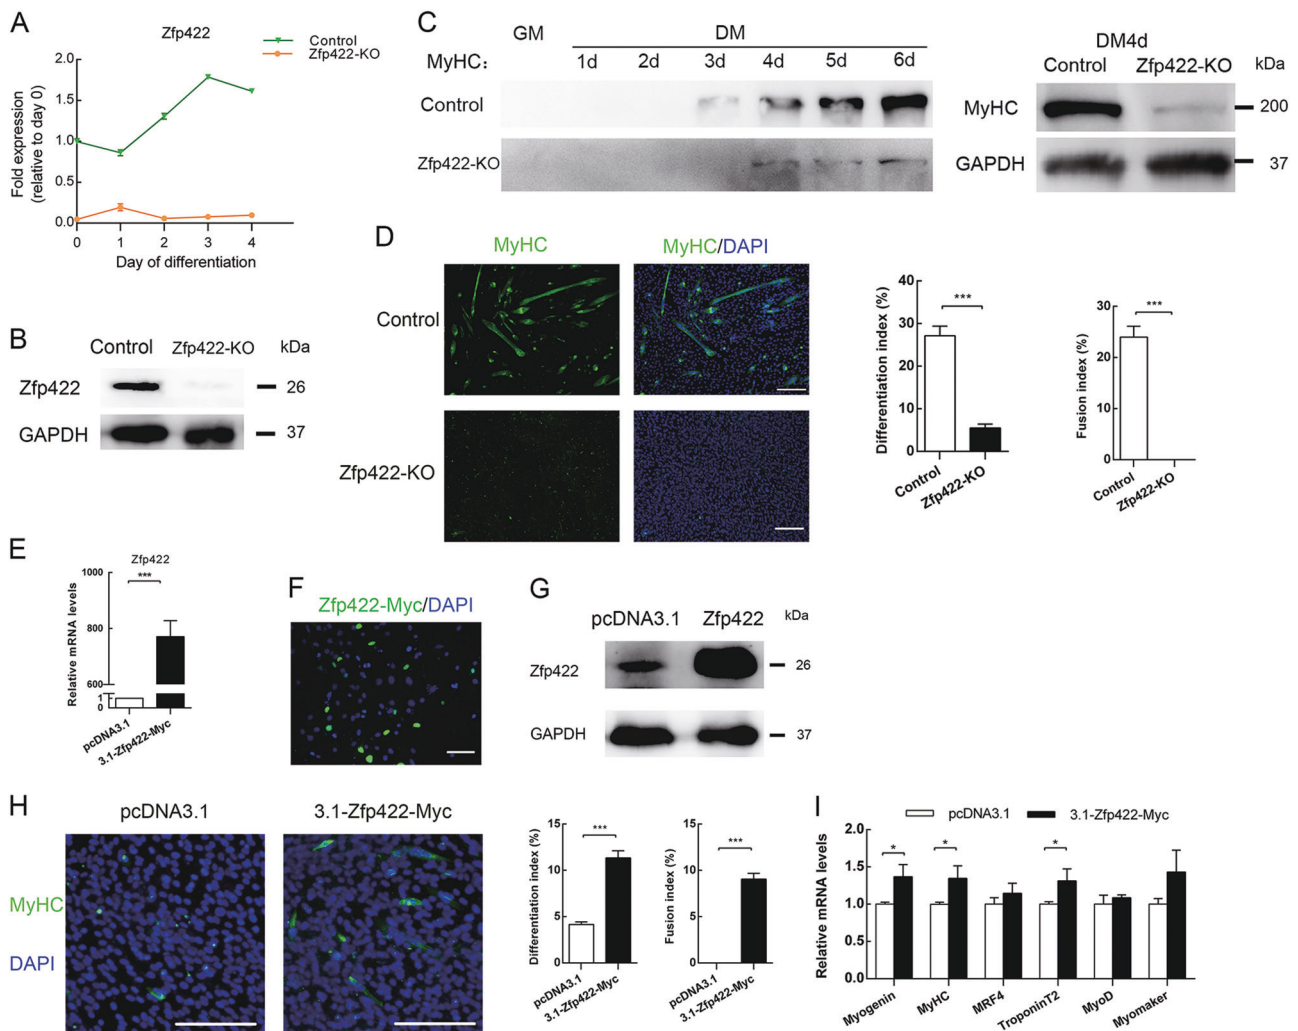 A
Zfp422
Control
Zfp422-KO
Fold expression
(relative to day 0)
2.0
1.5
1.0
0.5
0.0
0 1 2 3 4
Day of differentiation
B
Control Zfp422-KO kDa
Zfp422 26
GAPDH 37
C
GM DM
MyHC: 1d 2d 3d 4d 5d 6d
Control
Zfp422-KO
DM4d
Control Zfp422-KO kDa
MyHC 200
GAPDH 37
D
MyHC MyHC/DAPI
Control
Zfp422-KO
Differentiation index (%)
40
30
20
10
0
***
Control
Zfp422-KO
Fusion index (%)
30
20
10
0
***
Control
Zfp422-KO
E
Zfp422
Relative mRNA levels
1000
800
600
1
0
***
pcDNA3.1
3.1-Zfp422-Myc
F
Zfp422-Myc/DAPI
G
pcDNA3.1 Zfp422 kDa
Zfp422 26
GAPDH 37
H
pcDNA3.1 3.1-Zfp422-Myc
MyHC
DAPI
Differentiation index (%)
15
10
5
0
***
pcDNA3.1
3.1-Zfp422-Myc
Fusion index (%)
15
10
5
0
***
pcDNA3.1
3.1-Zfp422-Myc
I
pcDNA3.1 3.1-Zfp422-Myc
Relative mRNA levels
2.0
1.5
1.0
0.5
0.0
* * *
Myogenin
MyHC
MRF4
TroponinT2
MyoD
Myomaker